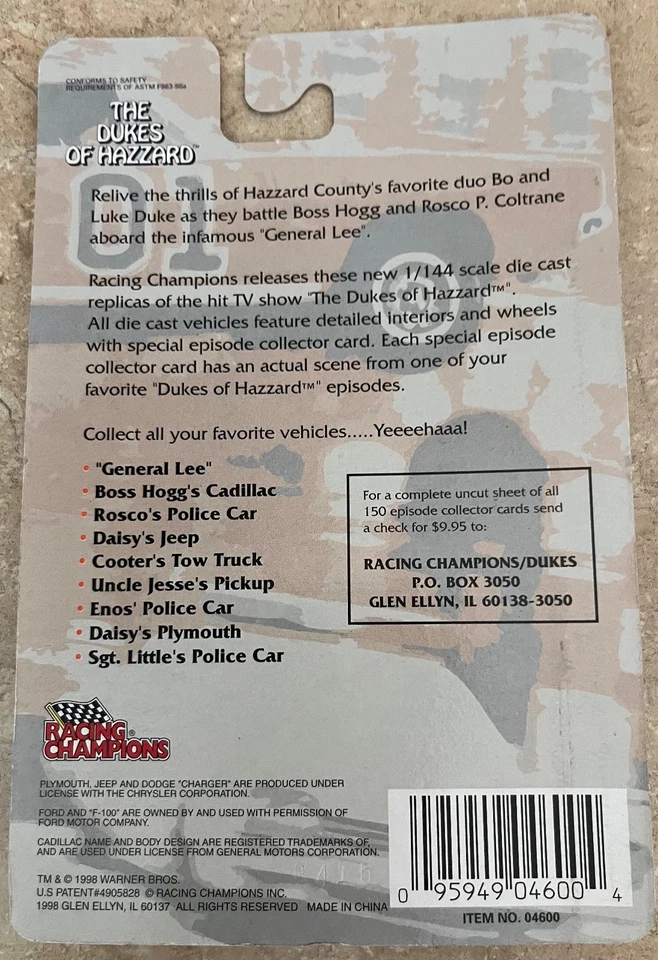 CONFORMS TO SAFETY
REQUIREMENTS OF ASTM F963-96a
THE
DUKES
OF HAZZARD™
01
Relive the thrills of Hazzard County's favorite duo Bo and
Luke Duke as they battle Boss Hogg and Rosco P. Coltrane
aboard the infamous "General Lee".
Racing Champions releases these new 1/144 scale die cast
replicas of the hit TV show "The Dukes of Hazzard™".
All die cast vehicles feature detailed interiors and wheels
with special episode collector card. Each special episode
collector card has an actual scene from one of your
favorite "Dukes of Hazzard™" episodes.
Collect all your favorite vehicles.....Yeeeehaaa!
• "General Lee"
• Boss Hogg's Cadillac
• Rosco's Police Car
• Daisy's Jeep
• Cooter's Tow Truck
• Uncle Jesse's Pickup
• Enos' Police Car
• Daisy's Plymouth
• Sgt. Little's Police Car
For a complete uncut sheet of all
150 episode collector cards send
a check for $9.95 to:
RACING CHAMPIONS/DUKES
P.O. BOX 3050
GLEN ELLYN, IL 60138-3050
RACING®
CHAMPIONS
PLYMOUTH, JEEP AND DODGE "CHARGER" ARE PRODUCED UNDER
LICENSE WITH THE CHRYSLER CORPORATION.
FORD AND "F-100" ARE OWNED BY AND USED WITH PERMISSION OF
FORD MOTOR COMPANY.
CADILLAC NAME AND BODY DESIGN ARE REGISTERED TRADEMARKS OF,
AND ARE USED UNDER LICENSE FROM GENERAL MOTORS CORPORATION.
TM & © 1998 WARNER BROS.
U.S PATENT#4905828 © RACING CHAMPIONS INC.
1998 GLEN ELLYN, IL 60137 ALL RIGHTS RESERVED MADE IN CHINA
0 95949 04600 4
ITEM NO. 04600